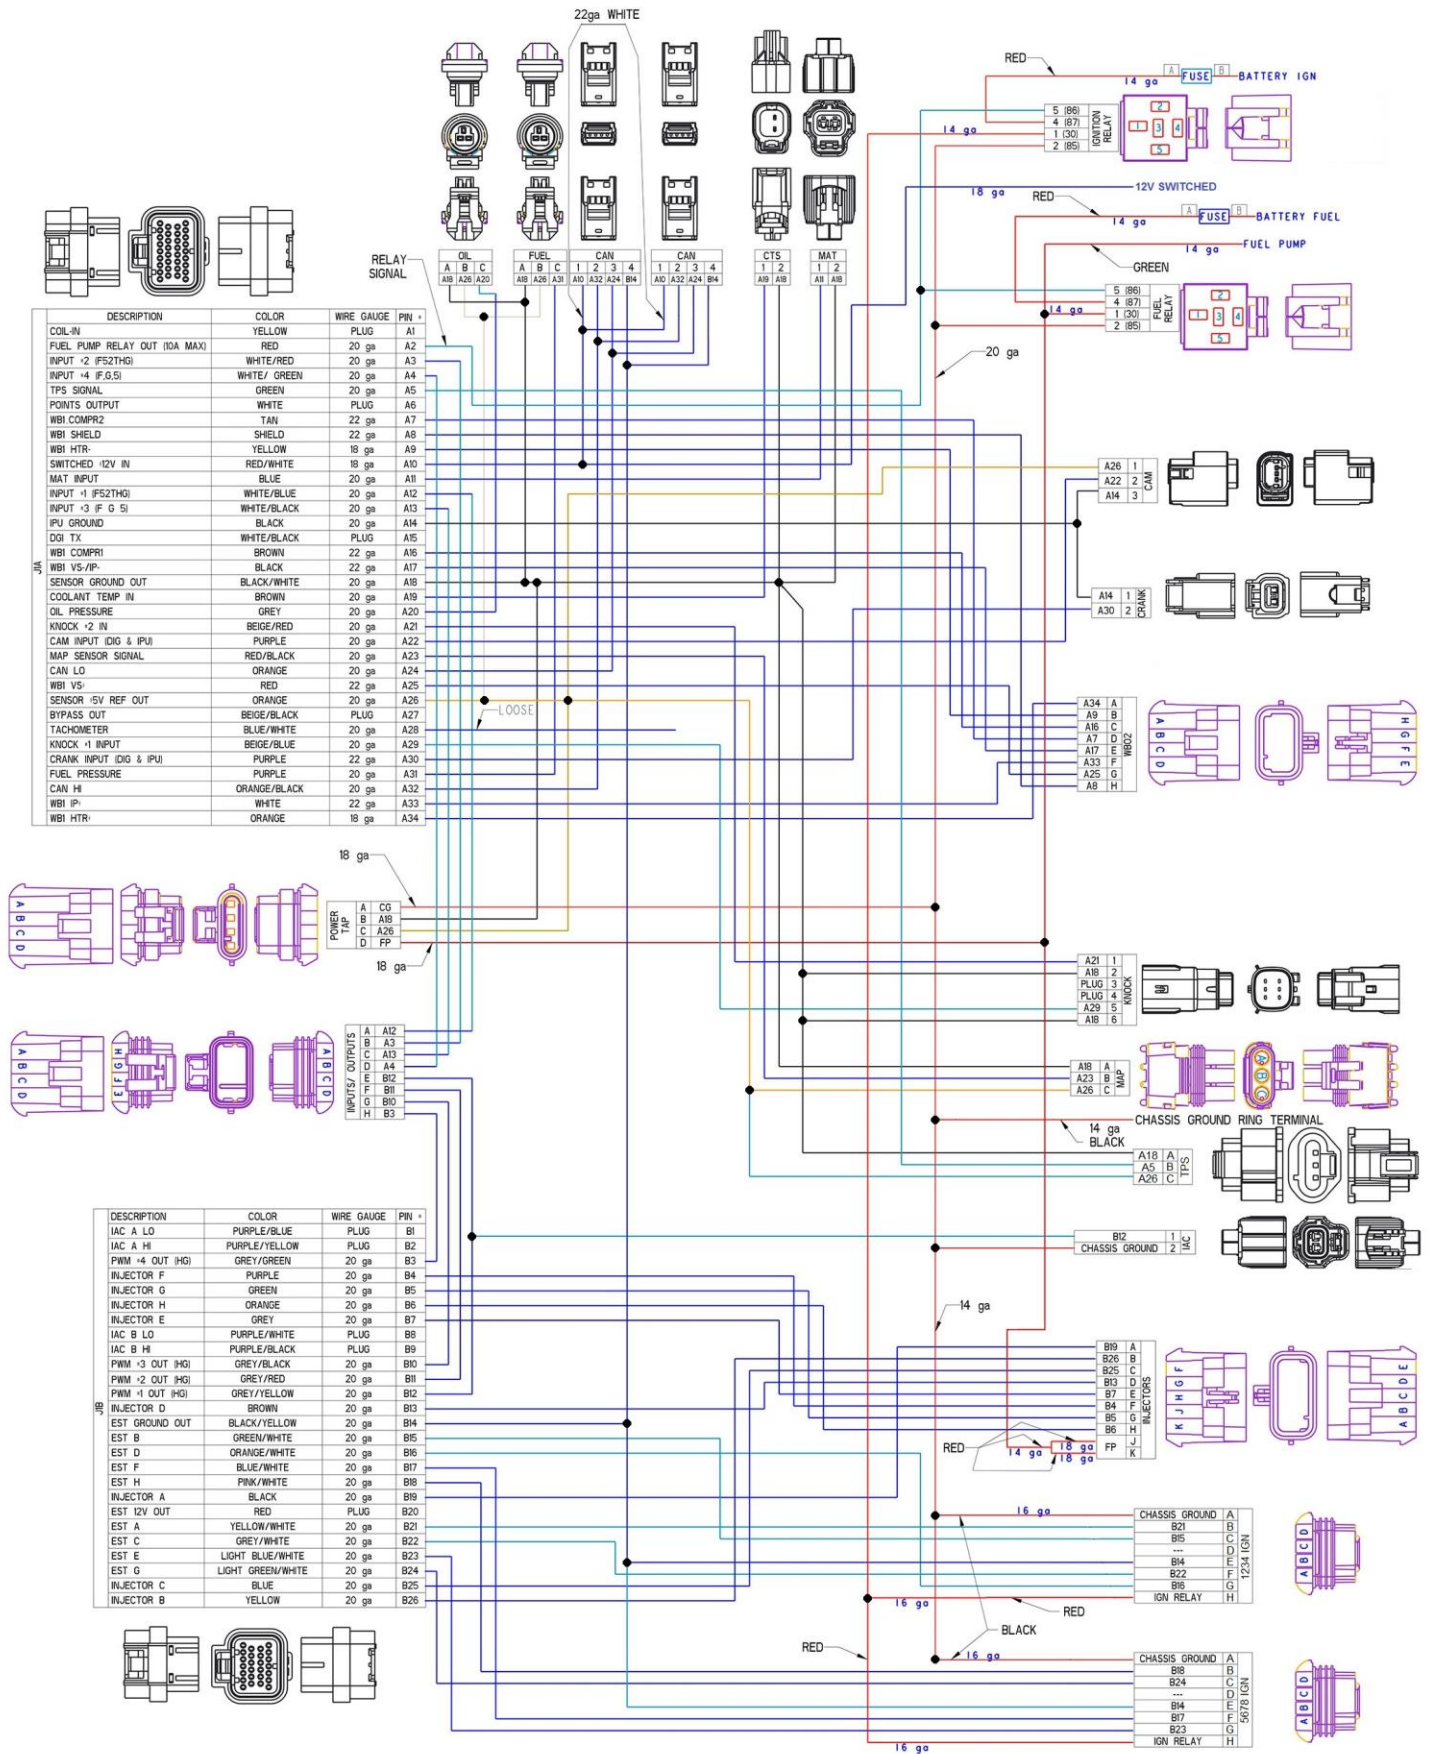 22ga WHITE
RED
14 ga
A
FUSE
B
BATTERY IGN
5 (86)
4 (87)
1 (30)
2 (85)
IGNITION RELAY
14 ga
2
1 3 4
5
18 ga
12V SWITCHED
RED
14 ga
A
FUSE
B
BATTERY FUEL
14 ga
FUEL PUMP
GREEN
5 (86)
4 (87)
1 (30)
2 (85)
FUEL RELAY
14 ga
2
1 3 4
5
20 ga
RELAY SIGNAL
OIL
A B C
A18 A26 A20
FUEL
A B C
A18 A26 A31
CAN
1 2 3 4
A10 A32 A24 B14
CAN
1 2 3 4
A10 A32 A24 B14
CTS
1 2
A19 A18
MAT
1 2
A11 A18
J1A
DESCRIPTION COLOR WIRE GAUGE PIN
COIL-IN YELLOW PLUG A1
FUEL PUMP RELAY OUT (10A MAX) RED 20 ga A2
INPUT #2 (F52THG) WHITE/RED 20 ga A3
INPUT #4 (F,G,5) WHITE/ GREEN 20 ga A4
TPS SIGNAL GREEN 20 ga A5
POINTS OUTPUT WHITE PLUG A6
WB1 COMPR2 TAN 22 ga A7
WB1 SHIELD SHIELD 22 ga A8
WB1 HTR- YELLOW 18 ga A9
SWITCHED +12V IN RED/WHITE 18 ga A10
MAT INPUT BLUE 20 ga A11
INPUT #1 (F52THG) WHITE/BLUE 20 ga A12
INPUT #3 (F G 5) WHITE/BLACK 20 ga A13
IPU GROUND BLACK 20 ga A14
DGI TX WHITE/BLACK PLUG A15
WB1 COMPR1 BROWN 22 ga A16
WB1 VS-/IP- BLACK 22 ga A17
SENSOR GROUND OUT BLACK/WHITE 20 ga A18
COOLANT TEMP IN BROWN 20 ga A19
OIL PRESSURE GREY 20 ga A20
KNOCK #2 IN BEIGE/RED 20 ga A21
CAM INPUT (DIG & IPU) PURPLE 20 ga A22
MAP SENSOR SIGNAL RED/BLACK 20 ga A23
CAN LO ORANGE 20 ga A24
WB1 VS+ RED 22 ga A25
SENSOR +5V REF OUT ORANGE 20 ga A26
BYPASS OUT BEIGE/BLACK PLUG A27
TACHOMETER BLUE/WHITE 20 ga A28
KNOCK #1 INPUT BEIGE/BLUE 20 ga A29
CRANK INPUT (DIG & IPU) PURPLE 22 ga A30
FUEL PRESSURE PURPLE 20 ga A31
CAN HI ORANGE/BLACK 20 ga A32
WB1 IP+ WHITE 22 ga A33
WB1 HTR+ ORANGE 18 ga A34
LOOSE
A26 1
A22 2
A14 3
CAM
A14 1
A30 2
CRANK
A34 A
A9 B
A16 C
A7 D
A17 E
A33 F
A25 G
A8 H
WBO2
A B C D
H G F E
18 ga
POWER TAP
A CG
B A18
C A26
D FP
18 ga
A B C D
A21 1
A18 2
PLUG 3
PLUG 4
A29 5
A18 6
KNOCK
INPUTS/ OUTPUTS
A A12
B A3
C A13
D A4
E B12
F B11
G B10
H B3
A B C D
E F G H
A B C D
A18 A
A23 B
A26 C
MAP
A
B
C
CHASSIS GROUND RING TERMINAL
14 ga
BLACK
A18 A
A5 B
A26 C
TPS
B12 1
CHASSIS GROUND 2
IAC
14 ga
J1B
DESCRIPTION COLOR WIRE GAUGE PIN
IAC A LO PURPLE/BLUE PLUG B1
IAC A HI PURPLE/YELLOW PLUG B2
PWM #4 OUT (HG) GREY/GREEN 20 ga B3
INJECTOR F PURPLE 20 ga B4
INJECTOR G GREEN 20 ga B5
INJECTOR H ORANGE 20 ga B6
INJECTOR E GREY 20 ga B7
IAC B LO PURPLE/WHITE PLUG B8
IAC B HI PURPLE/BLACK PLUG B9
PWM #3 OUT (HG) GREY/BLACK 20 ga B10
PWM #2 OUT (HG) GREY/RED 20 ga B11
PWM #1 OUT (HG) GREY/YELLOW 20 ga B12
INJECTOR D BROWN 20 ga B13
EST GROUND OUT BLACK/YELLOW 20 ga B14
EST B GREEN/WHITE 20 ga B15
EST D ORANGE/WHITE 20 ga B16
EST F BLUE/WHITE 20 ga B17
EST H PINK/WHITE 20 ga B18
INJECTOR A BLACK 20 ga B19
EST 12V OUT RED PLUG B20
EST A YELLOW/WHITE 20 ga B21
EST C GREY/WHITE 20 ga B22
EST E LIGHT BLUE/WHITE 20 ga B23
EST G LIGHT GREEN/WHITE 20 ga B24
INJECTOR C BLUE 20 ga B25
INJECTOR B YELLOW 20 ga B26
B19 A
B26 B
B25 C
B13 D
B7 E
B4 F
B5 G
B6 H
FP J
K
INJECTORS
K J H G F
A B C D E
RED
14 ga
18 ga
18 ga
16 ga
CHASSIS GROUND A
B21 B
B15 C
--- D
B14 E
B22 F
B16 G
IGN RELAY H
1234 IGN
A B C D
16 ga
RED
BLACK
RED
16 ga
CHASSIS GROUND A
B18 B
B24 C
--- D
B14 E
B17 F
B23 G
IGN RELAY H
5678 IGN
A B C D
16 ga